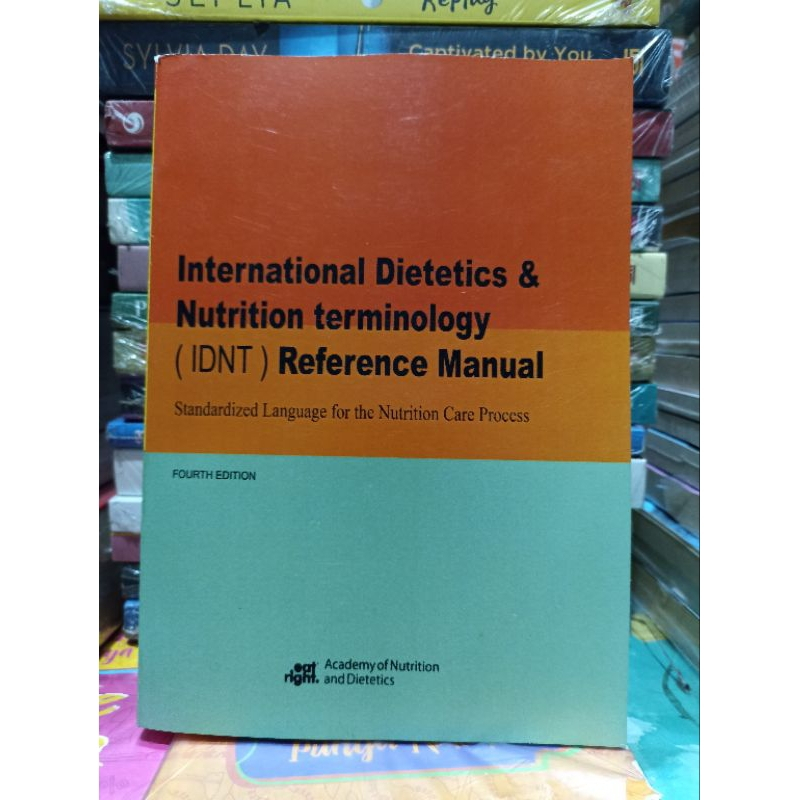 SYLVIA DAY
Captivated by You
International Dietetics &
Nutrition terminology
( IDNT ) Reference Manual
Standardized Language for the Nutrition Care Process
FOURTH EDITION
eat
right.
Academy of Nutrition
and Dietetics